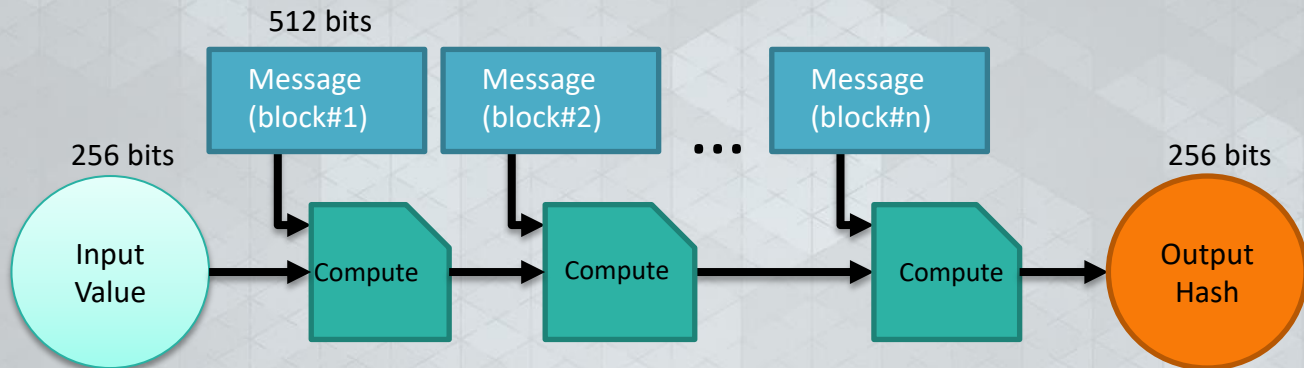 512 bits
Message
(block#1)
Message
(block#2)
...
Message
(block#n)
256 bits
256 bits
Input
Value
Compute
Compute
Compute
Output
Hash